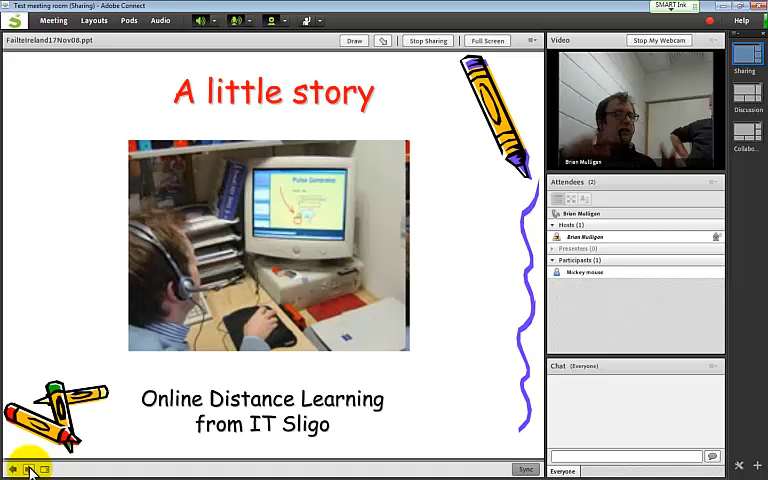 Test meeting room (Sharing) - Adobe Connect
SMART Ink
Meeting
Layouts
Pods
Audio
Help
FailteIreland17Nov08.ppt
Draw
Stop Sharing
Full Screen
A little story
Pulse Generator
Online Distance Learning
from IT Sligo
Sync
Video
Stop My Webcam
Brian Mulligan
Attendees (2)
Brian Mulligan
Hosts (1)
Brian Mulligan
Presenters (0)
Participants (1)
Mickey mouse
Chat (Everyone)
Everyone
Sharing
Discussion
Collabo...